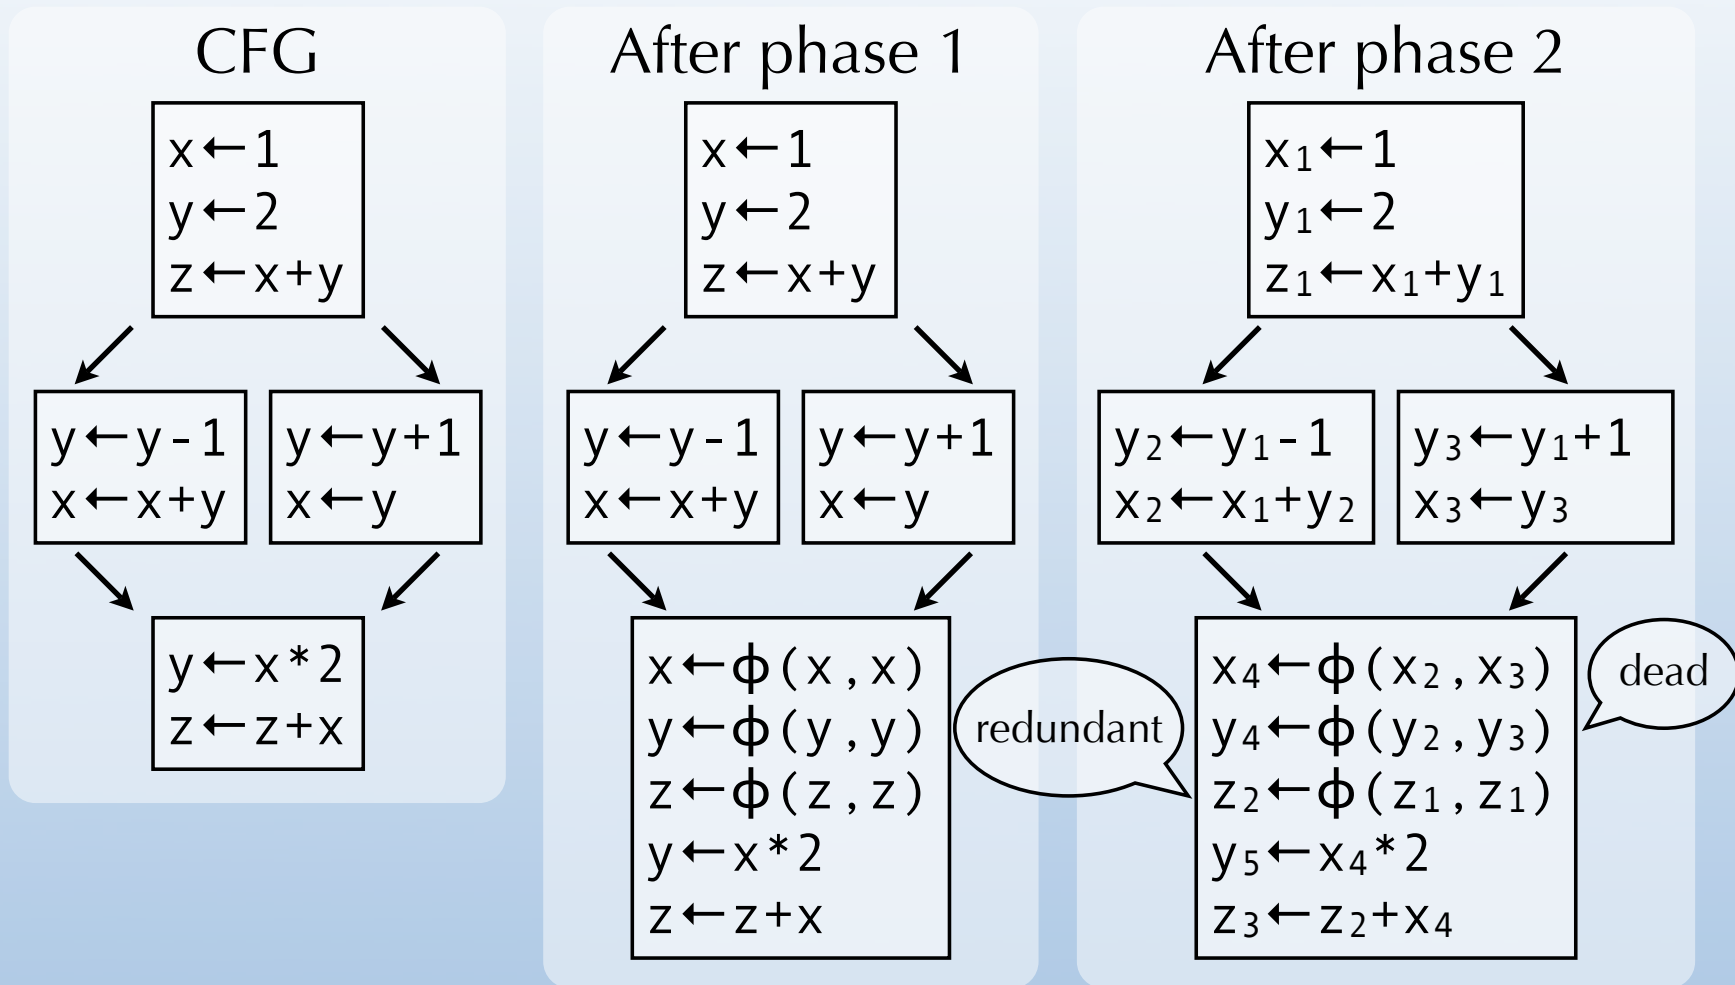 CFG
x←1
y←2
z←x+y
y←y-1
x←x+y
y←y+1
x←y
y←x*2
z←z+x
After phase 1
x←1
y←2
z←x+y
y←y-1
x←x+y
y←y+1
x←y
x←ϕ(x,x)
y←ϕ(y,y)
z←ϕ(z,z)
y←x*2
z←z+x
After phase 2
x₁←1
y₁←2
z₁←x₁+y₁
y₂←y₁-1
x₂←x₁+y₂
y₃←y₁+1
x₃←y₃
x₄←ϕ(x₂,x₃)
y₄←ϕ(y₂,y₃)
z₂←ϕ(z₁,z₁)
y₅←x₄*2
z₃←z₂+x₄
redundant
dead